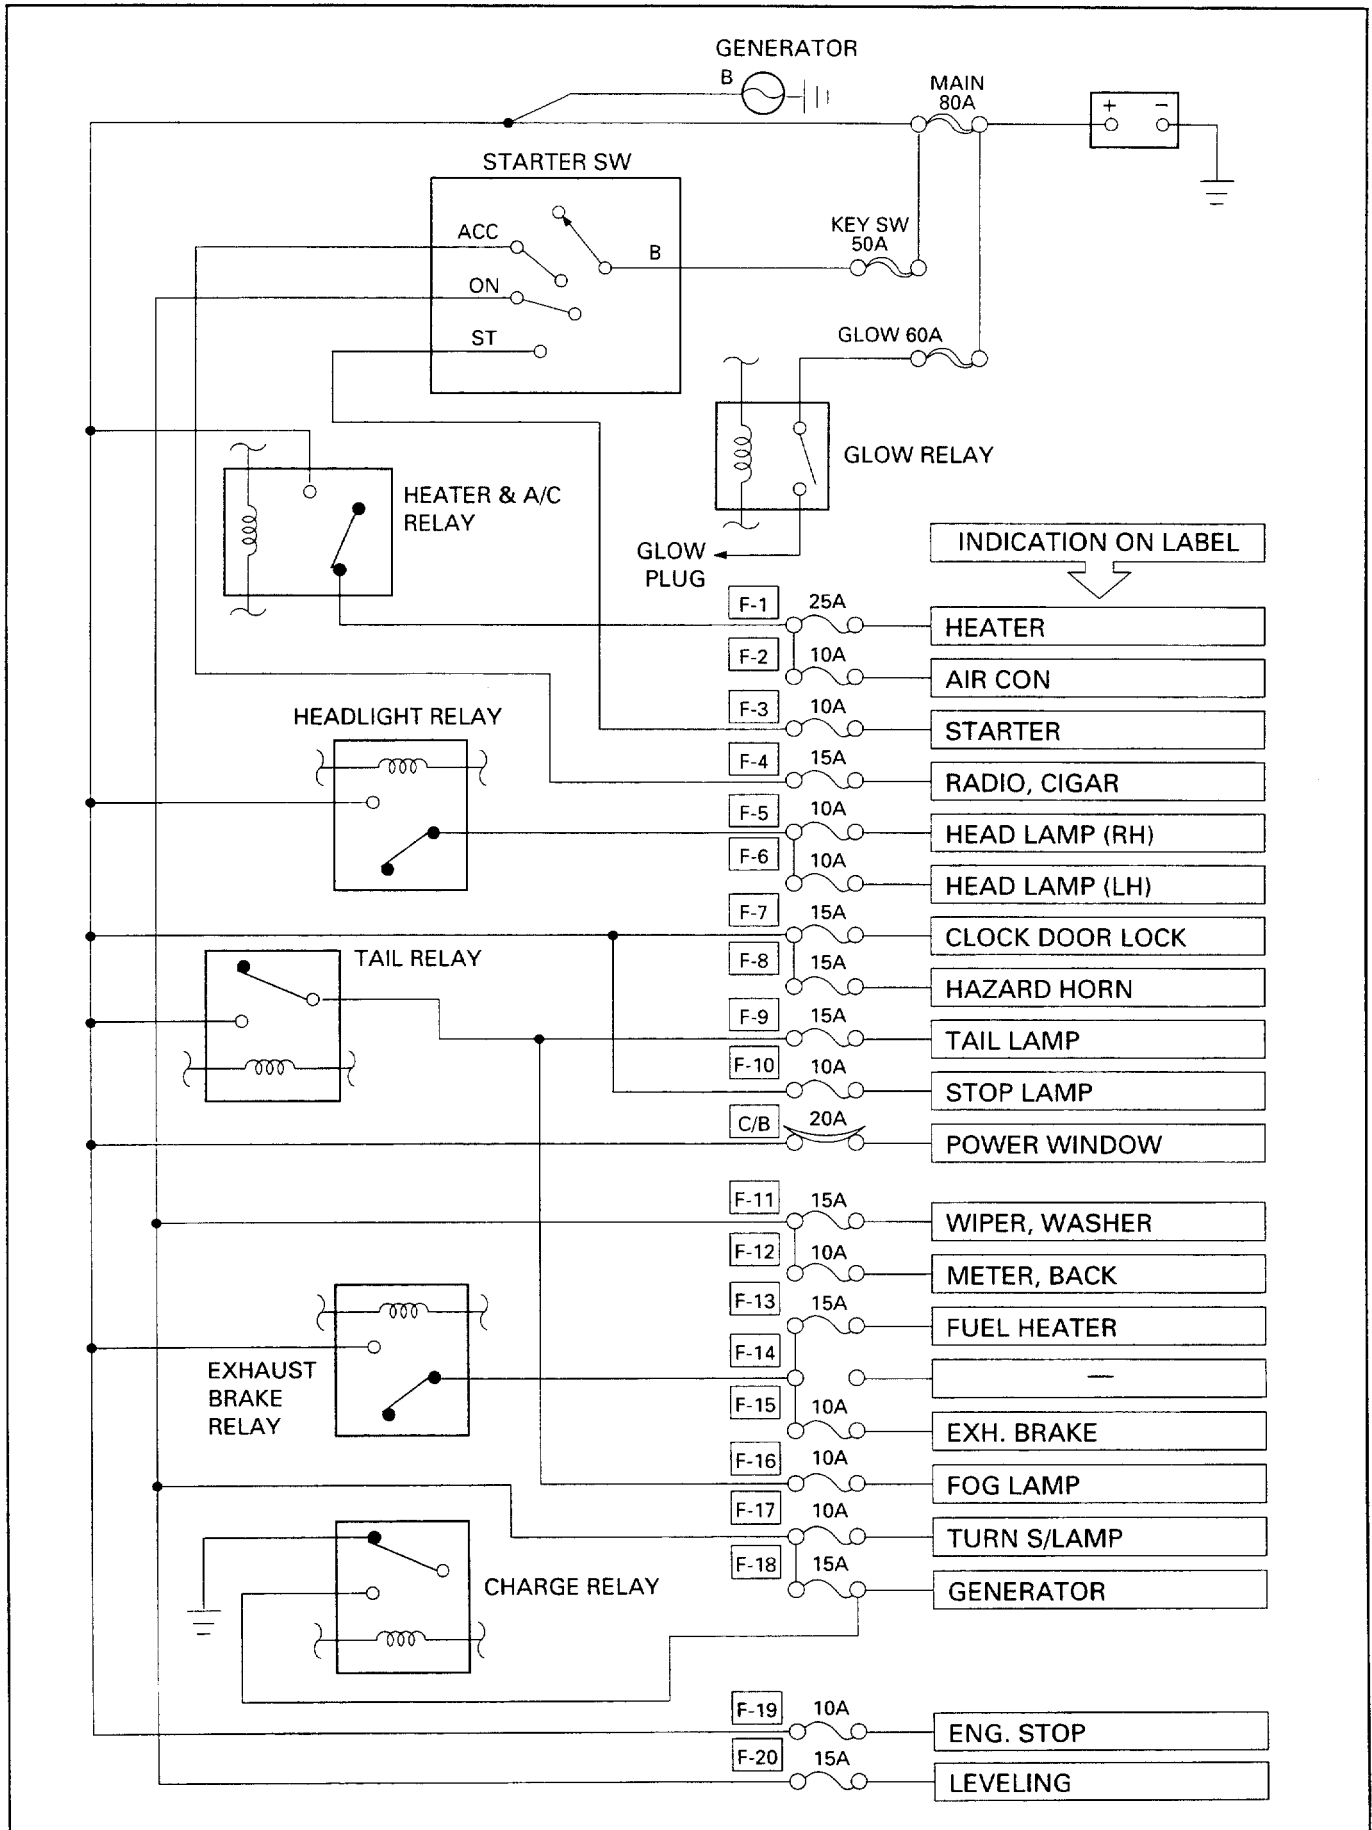 GENERATOR
B
MAIN
80A
+ −
STARTER SW
KEY SW
50A
ACC
B
ON
ST
GLOW 60A
GLOW RELAY
HEATER & A/C
RELAY
GLOW
PLUG
INDICATION ON LABEL
F-1 25A HEATER
F-2 10A AIR CON
F-3 10A STARTER
HEADLIGHT RELAY
F-4 15A RADIO, CIGAR
F-5 10A HEAD LAMP (RH)
F-6 10A HEAD LAMP (LH)
F-7 15A CLOCK DOOR LOCK
TAIL RELAY
F-8 15A HAZARD HORN
F-9 15A TAIL LAMP
F-10 10A STOP LAMP
C/B 20A POWER WINDOW
F-11 15A WIPER, WASHER
F-12 10A METER, BACK
F-13 15A FUEL HEATER
F-14 —
EXHAUST
BRAKE
RELAY
F-15 10A EXH. BRAKE
F-16 10A FOG LAMP
F-17 10A TURN S/LAMP
F-18 15A GENERATOR
CHARGE RELAY
F-19 10A ENG. STOP
F-20 15A LEVELING